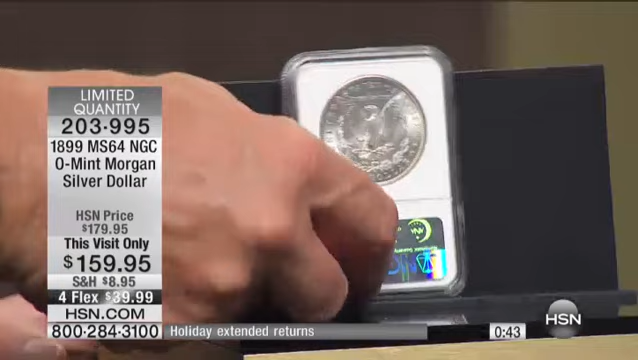 LIMITED
QUANTITY
203-995
1899 MS64 NGC
O-Mint Morgan
Silver Dollar
HSN Price
$179.95
This Visit Only
$159.95
S&H $8.95
4 Flex $39.99
HSN.COM
800-284-3100
Holiday extended returns
0:43
HSN